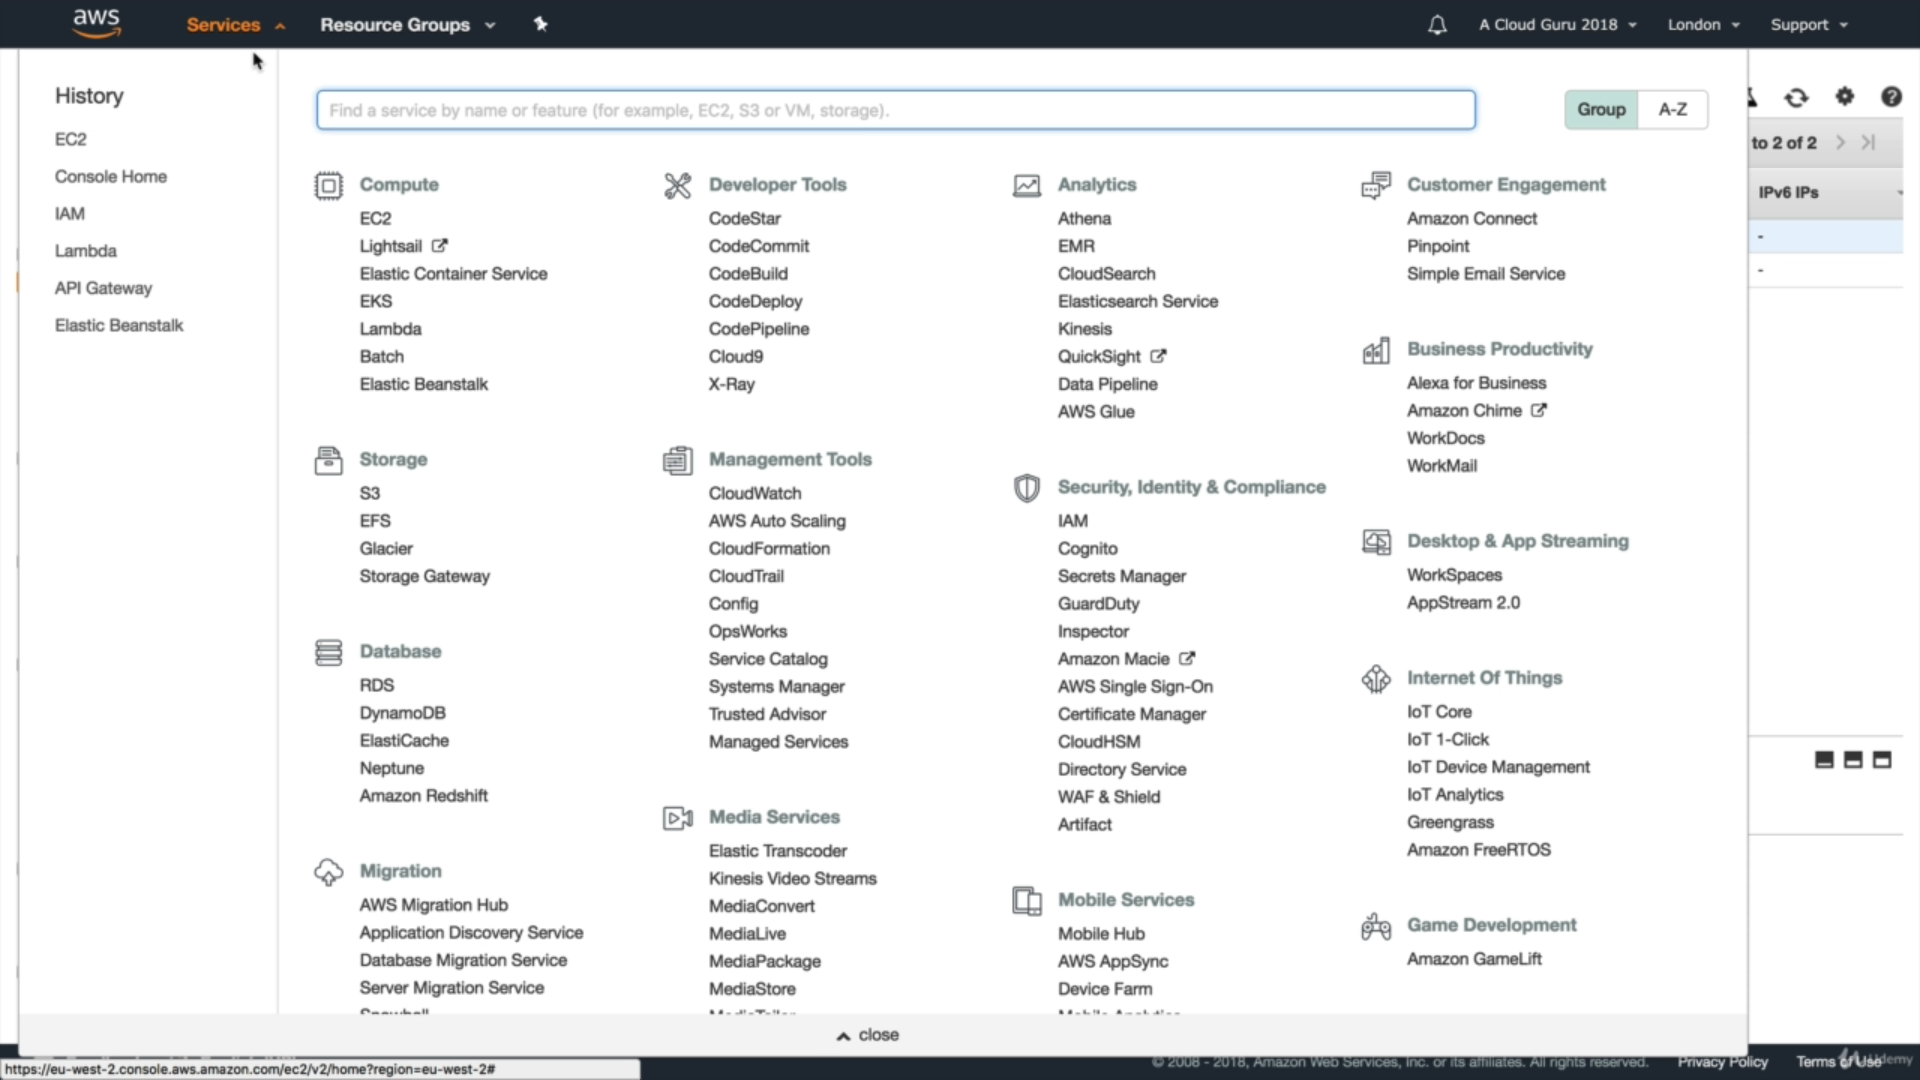 aws
Services
Resource Groups
A Cloud Guru 2018
London
Support
History
EC2
Console Home
IAM
Lambda
API Gateway
Elastic Beanstalk
Find a service by name or feature (for example, EC2, S3 or VM, storage).
Group
A-Z
Compute
EC2
Lightsail
Elastic Container Service
EKS
Lambda
Batch
Elastic Beanstalk
Storage
S3
EFS
Glacier
Storage Gateway
Database
RDS
DynamoDB
ElastiCache
Neptune
Amazon Redshift
Migration
AWS Migration Hub
Application Discovery Service
Database Migration Service
Server Migration Service
Snowball
Developer Tools
CodeStar
CodeCommit
CodeBuild
CodeDeploy
CodePipeline
Cloud9
X-Ray
Management Tools
CloudWatch
AWS Auto Scaling
CloudFormation
CloudTrail
Config
OpsWorks
Service Catalog
Systems Manager
Trusted Advisor
Managed Services
Media Services
Elastic Transcoder
Kinesis Video Streams
MediaConvert
MediaLive
MediaPackage
MediaStore
MediaTailor
Analytics
Athena
EMR
CloudSearch
Elasticsearch Service
Kinesis
QuickSight
Data Pipeline
AWS Glue
Security, Identity & Compliance
IAM
Cognito
Secrets Manager
GuardDuty
Inspector
Amazon Macie
AWS Single Sign-On
Certificate Manager
CloudHSM
Directory Service
WAF & Shield
Artifact
Mobile Services
Mobile Hub
AWS AppSync
Device Farm
Mobile Analytics
Customer Engagement
Amazon Connect
Pinpoint
Simple Email Service
Business Productivity
Alexa for Business
Amazon Chime
WorkDocs
WorkMail
Desktop & App Streaming
WorkSpaces
AppStream 2.0
Internet Of Things
IoT Core
IoT 1-Click
IoT Device Management
IoT Analytics
Greengrass
Amazon FreeRTOS
Game Development
Amazon GameLift
to 2 of 2
IPv6 IPs
-
-
close
https://eu-west-2.console.aws.amazon.com/ec2/v2/home?region=eu-west-2#
© 2008 - 2018, Amazon Web Services, Inc. or its affiliates. All rights reserved.
Privacy Policy
Terms of Use